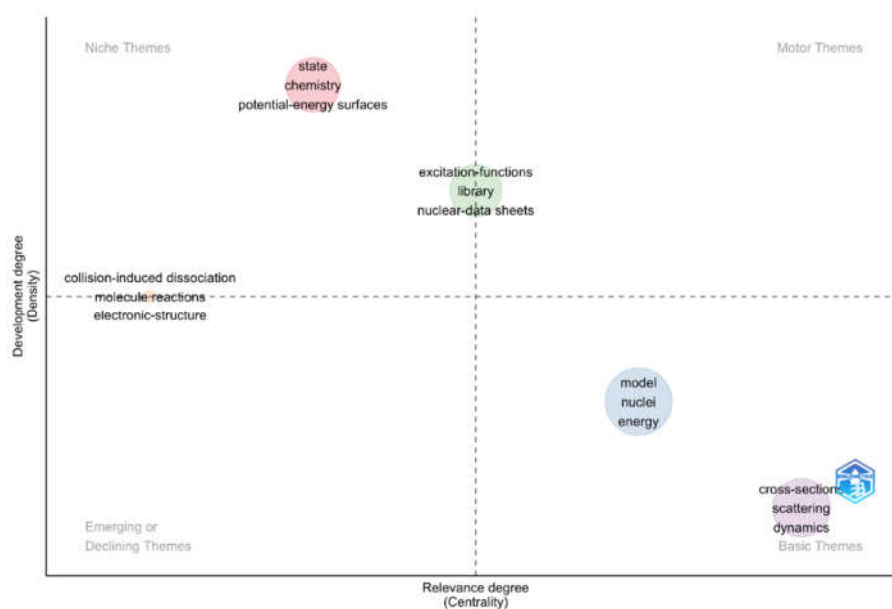 Niche Themes
Motor Themes
state
chemistry
potential-energy surfaces
excitation-functions
library
nuclear-data sheets
collision-induced dissociation
molecule reactions
electronic-structure
Development degree
(Density)
model
nuclei
energy
cross-sections
scattering
dynamics
Emerging or
Declining Themes
Basic Themes
Relevance degree
(Centrality)